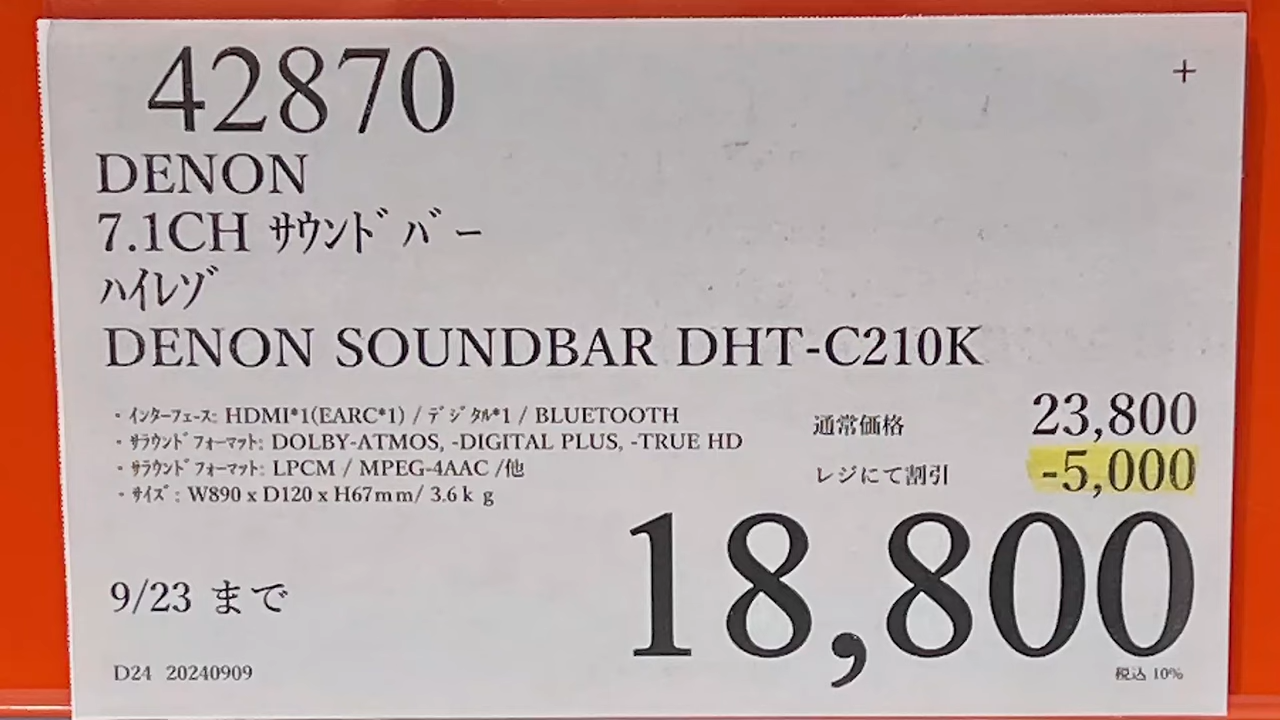 42870
+
DENON
7.1CH ｻｳﾝﾄﾞﾊﾞｰ
ﾊｲﾚｿﾞ
DENON SOUNDBAR DHT-C210K
・ｲﾝﾀｰﾌｪｰｽ: HDMI*1(EARC*1) / ﾃﾞｼﾞﾀﾙ*1 / BLUETOOTH
・ｻﾗｳﾝﾄﾞﾌｫｰﾏｯﾄ: DOLBY-ATMOS, -DIGITAL PLUS, -TRUE HD
・ｻﾗｳﾝﾄﾞﾌｫｰﾏｯﾄ: LPCM / MPEG-4AAC /他
・ｻｲｽﾞ: W890 x D120 x H67mm/ 3.6ｋｇ
通常価格 23,800
レジにて割引 -5,000
18,800
9/23 まで
D24 20240909
税込 10%